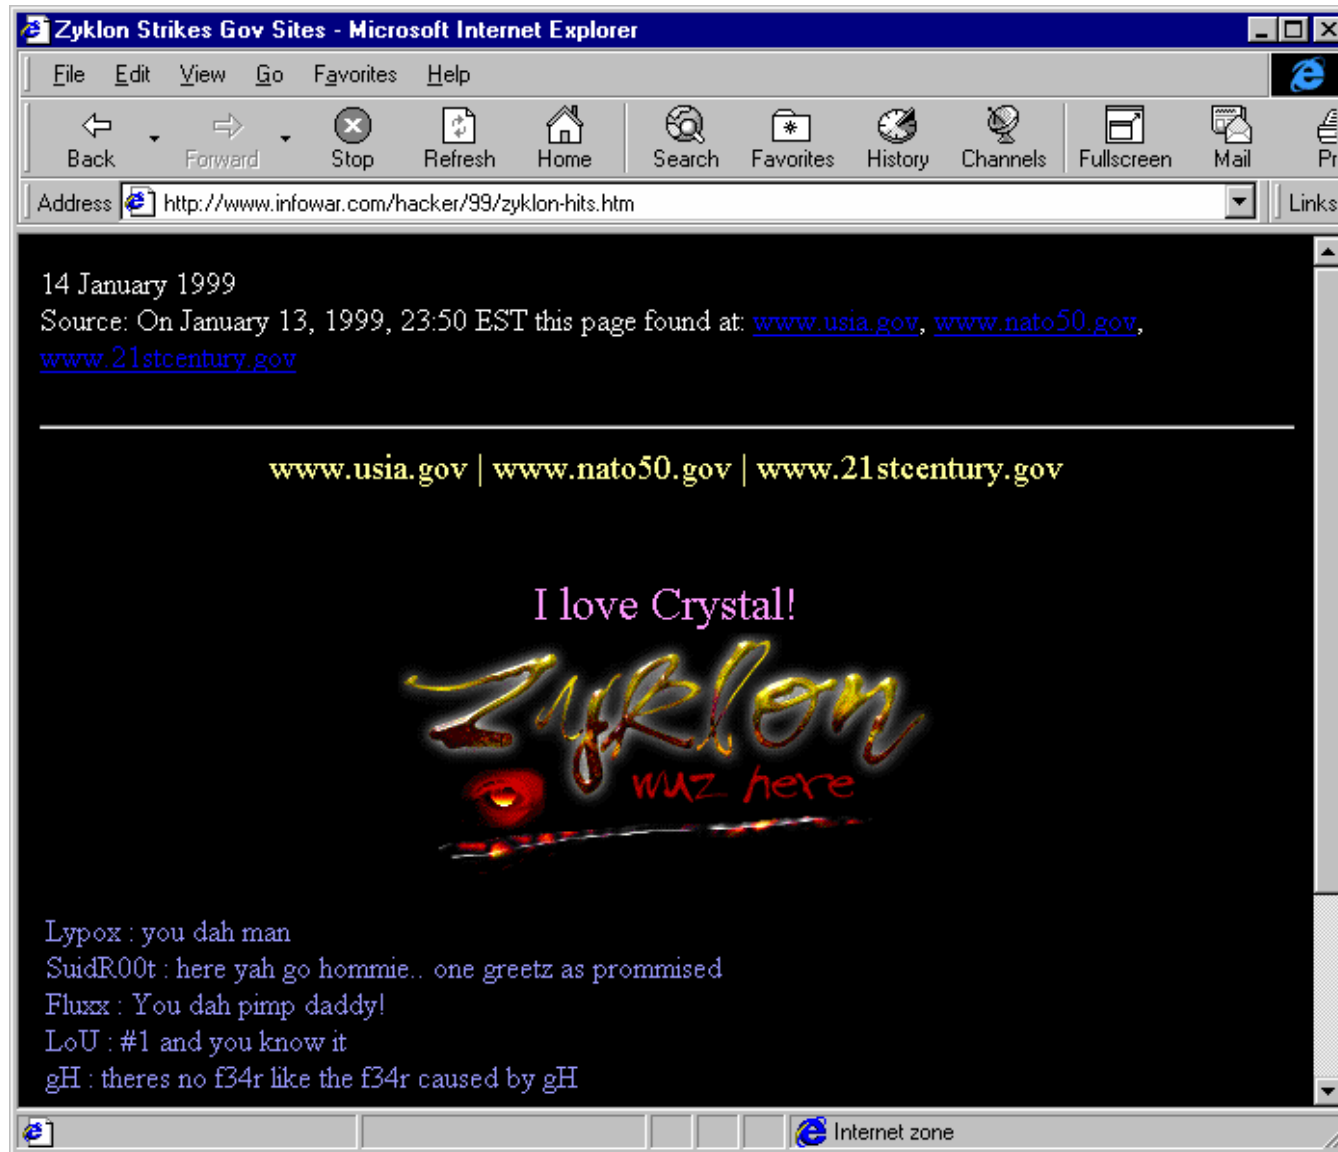 Zyklon Strikes Gov Sites - Microsoft Internet Explorer
File Edit View Go Favorites Help
Back Forward Stop Refresh Home Search Favorites History Channels Fullscreen Mail Pr
Address http://www.infowar.com/hacker/99/zyklon-hits.htm Links
14 January 1999
Source: On January 13, 1999, 23:50 EST this page found at: www.usia.gov, www.nato50.gov,
www.21stcentury.gov
www.usia.gov | www.nato50.gov | www.21stcentury.gov
I love Crystal!
Zyklon
wuz here
Lypox : you dah man
SuidR00t : here yah go hommie.. one greetz as prommised
Fluxx : You dah pimp daddy!
LoU : #1 and you know it
gH : theres no f34r like the f34r caused by gH
Internet zone